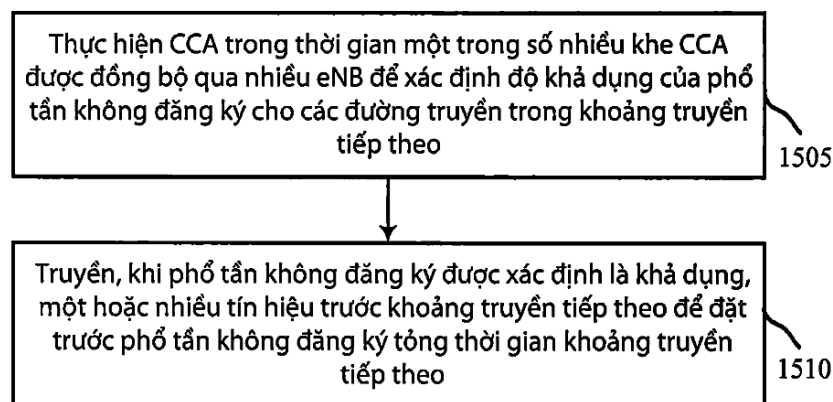 Thực hiện CCA trong thời gian một trong số nhiều khe CCA
được đồng bộ qua nhiều eNB để xác định độ khả dụng của phổ
tần không đăng ký cho các đường truyền trong khoảng truyền
tiếp theo
1505
Truyền, khi phổ tần không đăng ký được xác định là khả dụng,
một hoặc nhiều tín hiệu trước khoảng truyền tiếp theo để đặt
trước phổ tần không đăng ký tỏng thời gian khoảng truyền
tiếp theo
1510